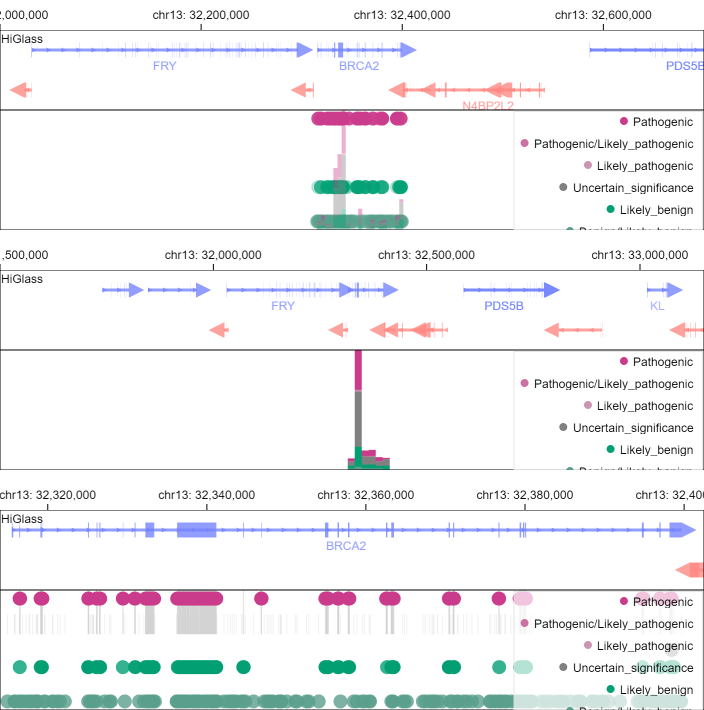 2,000,000 chr13: 32,200,000 chr13: 32,400,000 chr13: 32,600,000
HiGlass
FRY BRCA2 PDS5B
N4BP2L2
Pathogenic
Pathogenic/Likely_pathogenic
Likely_pathogenic
Uncertain_significance
Likely_benign
,500,000 chr13: 32,000,000 chr13: 32,500,000 chr13: 33,000,000
HiGlass
FRY PDS5B KL
Pathogenic
Pathogenic/Likely_pathogenic
Likely_pathogenic
Uncertain_significance
Likely_benign
chr13: 32,320,000 chr13: 32,340,000 chr13: 32,360,000 chr13: 32,380,000 chr13: 32,40
HiGlass
BRCA2
Pathogenic
Pathogenic/Likely_pathogenic
Likely_pathogenic
Uncertain_significance
Likely_benign